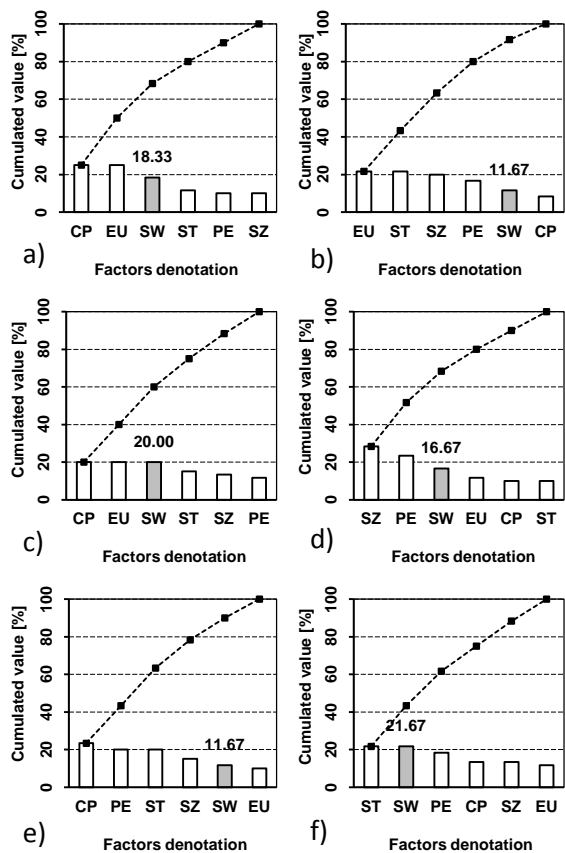 Cumulated value [%]
100
80
60
40
20
0
18.33
CP EU SW ST PE SZ
a)
Factors denotation
Cumulated value [%]
100
80
60
40
20
0
11.67
EU ST SZ PE SW CP
b)
Factors denotation
Cumulated value [%]
100
80
60
40
20
0
20.00
CP EU SW ST SZ PE
c)
Factors denotation
Cumulated value [%]
100
80
60
40
20
0
16.67
SZ PE SW EU CP ST
d)
Factors denotation
Cumulated value [%]
100
80
60
40
20
0
11.67
CP PE ST SZ SW EU
e)
Factors denotation
Cumulated value [%]
100
80
60
40
20
0
21.67
ST SW PE CP SZ EU
f)
Factors denotation